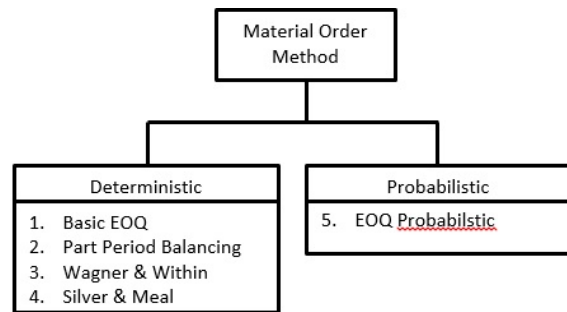 Material Order
Method
Deterministic
1. Basic EOQ
2. Part Period Balancing
3. Wagner & Within
4. Silver & Meal
Probabilistic
5. EOQ Probabilstic